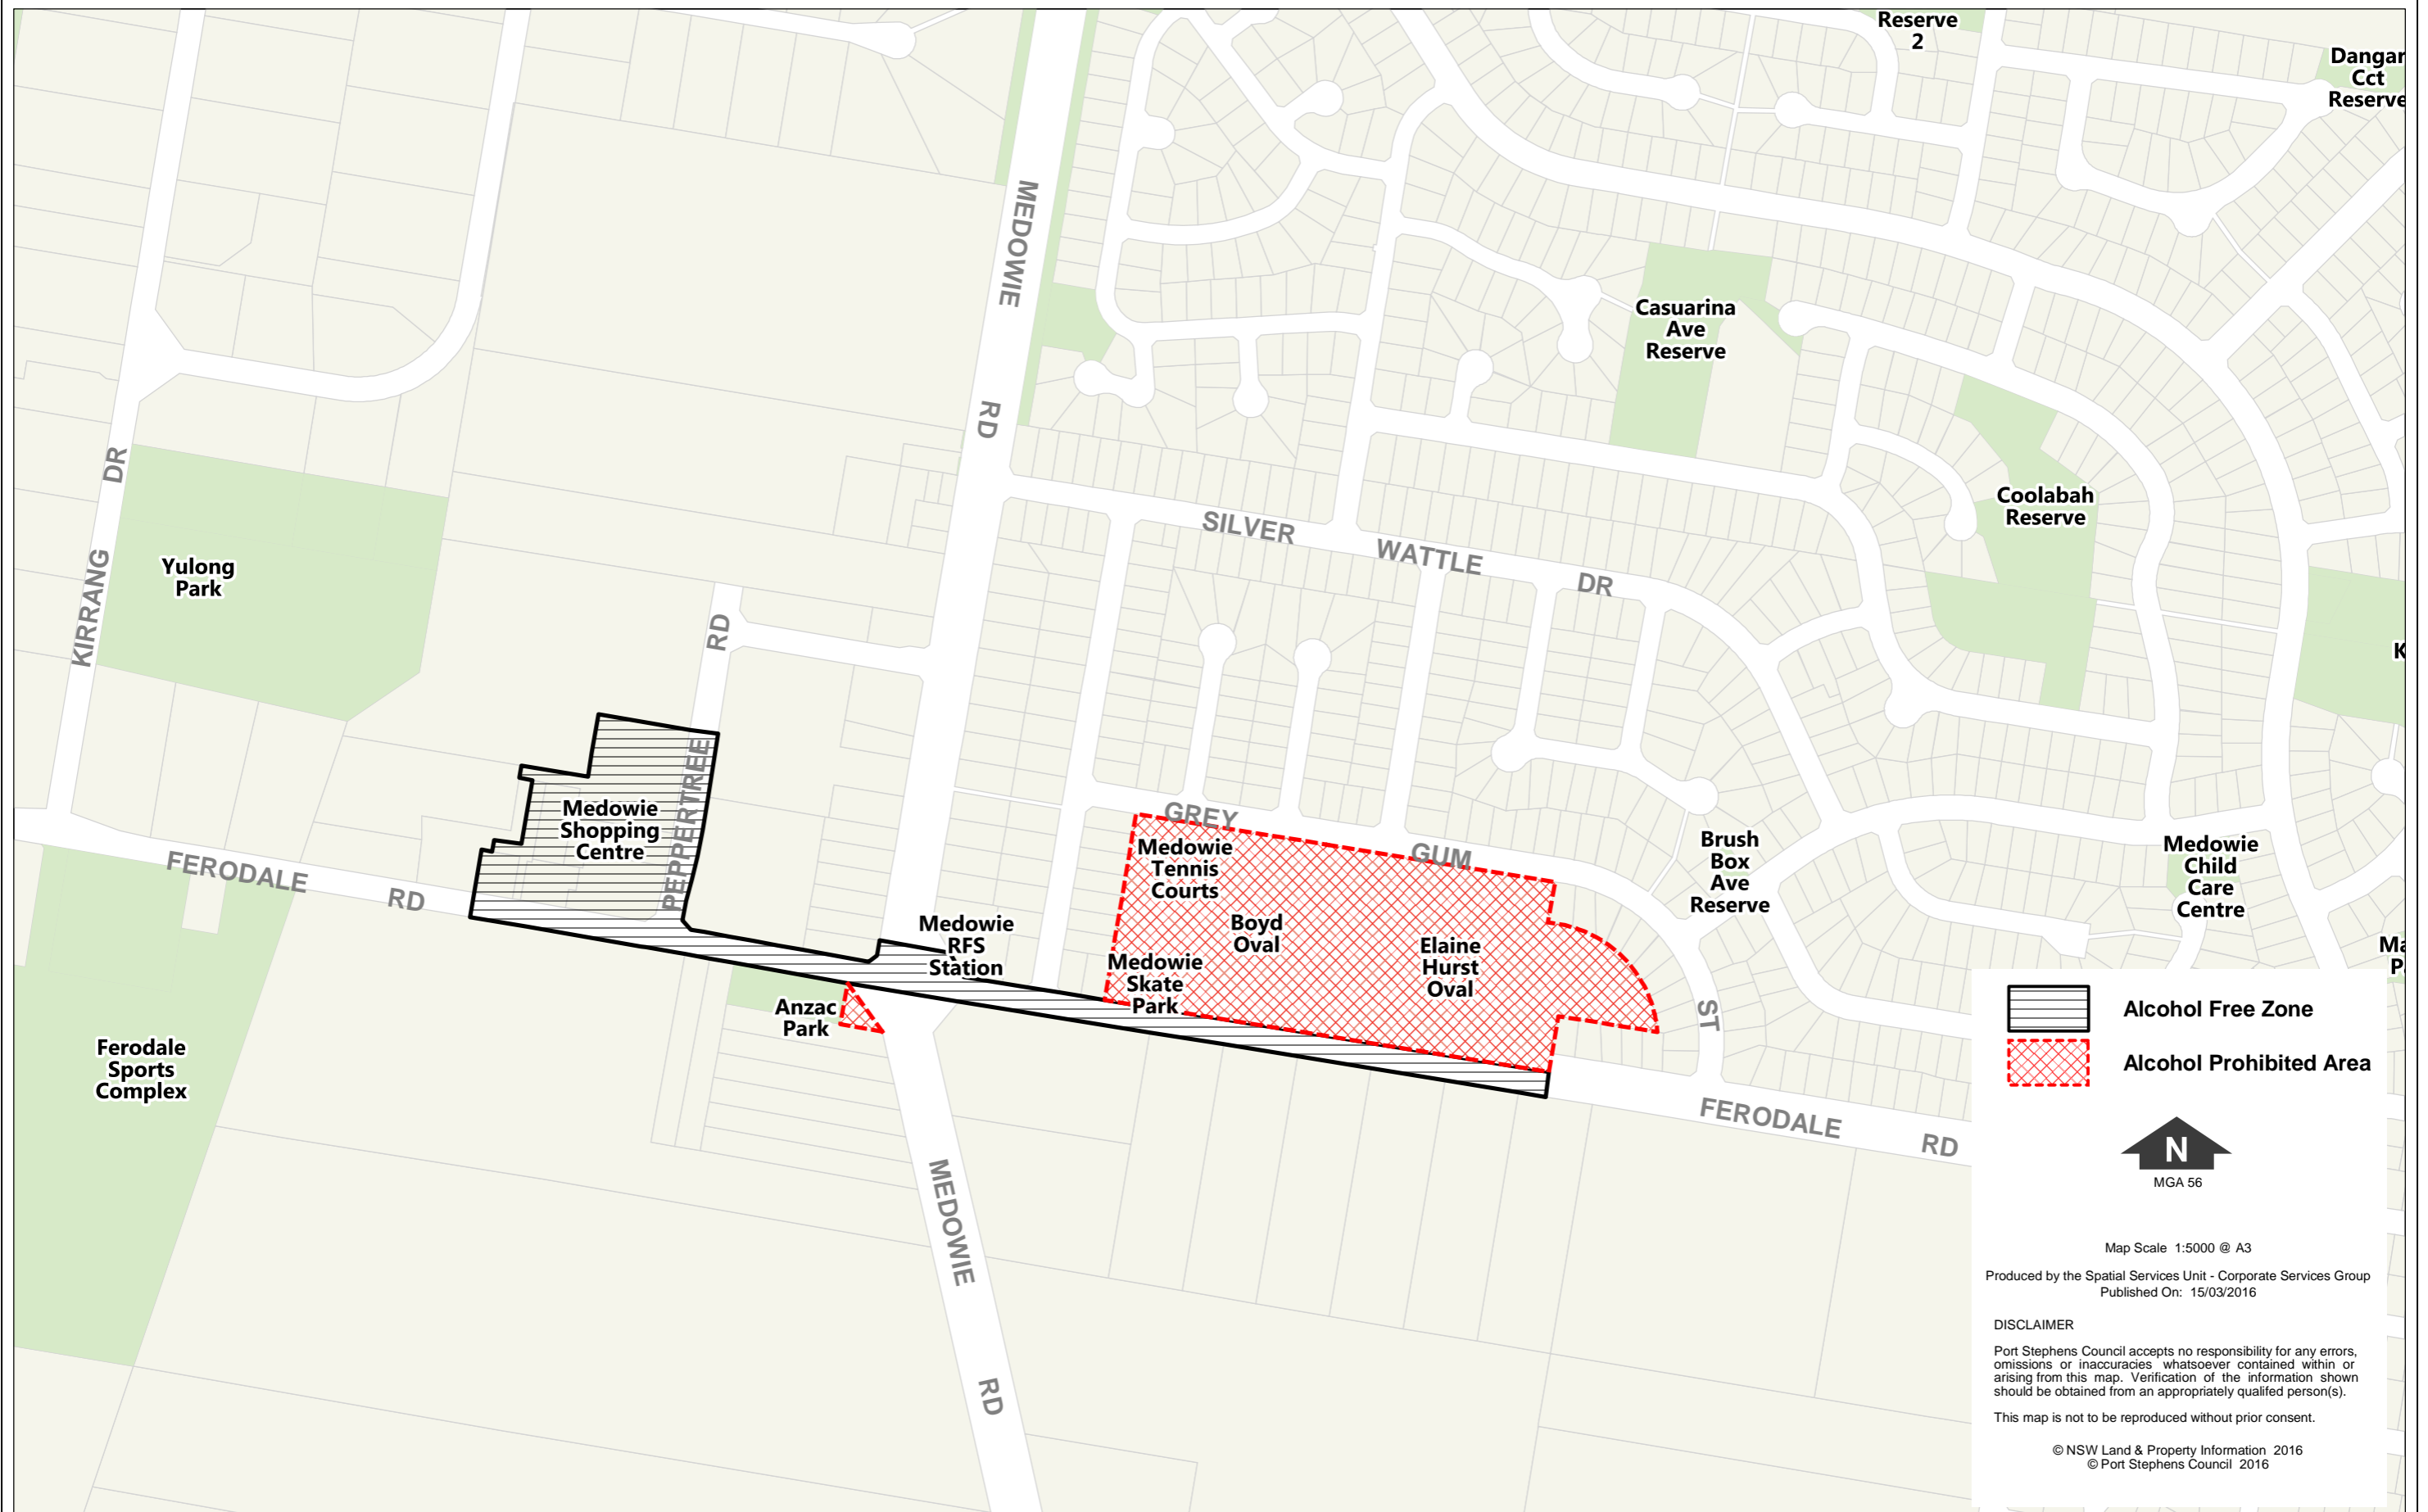 Reserve
2
Dangar
Cct
Reserve
MEDOWIE
RD
Casuarina
Ave
Reserve
DR
KIRRANG
Yulong
Park
Coolabah
Reserve
SILVER
WATTLE
DR
RD
PEPPERTREE
K
Medowie
Shopping
Centre
FERODALE
RD
GREY
GUM
ST
Medowie
Tennis
Courts
Boyd
Oval
Elaine
Hurst
Oval
Medowie
Skate
Park
Brush
Box
Ave
Reserve
Medowie
Child
Care
Centre
Ma
P
Medowie
RFS
Station
Anzac
Park
Ferodale
Sports
Complex
FERODALE
RD
MEDOWIE
RD
Alcohol Free Zone
Alcohol Prohibited Area
N
MGA 56
Map Scale 1:5000 @ A3
Produced by the Spatial Services Unit - Corporate Services Group
Published On: 15/03/2016
DISCLAIMER
Port Stephens Council accepts no responsibility for any errors,
omissions or inaccuracies whatsoever contained within or
arising from this map. Verification of the information shown
should be obtained from an appropriately qualifed person(s).
This map is not to be reproduced without prior consent.
© NSW Land & Property Information 2016
© Port Stephens Council 2016